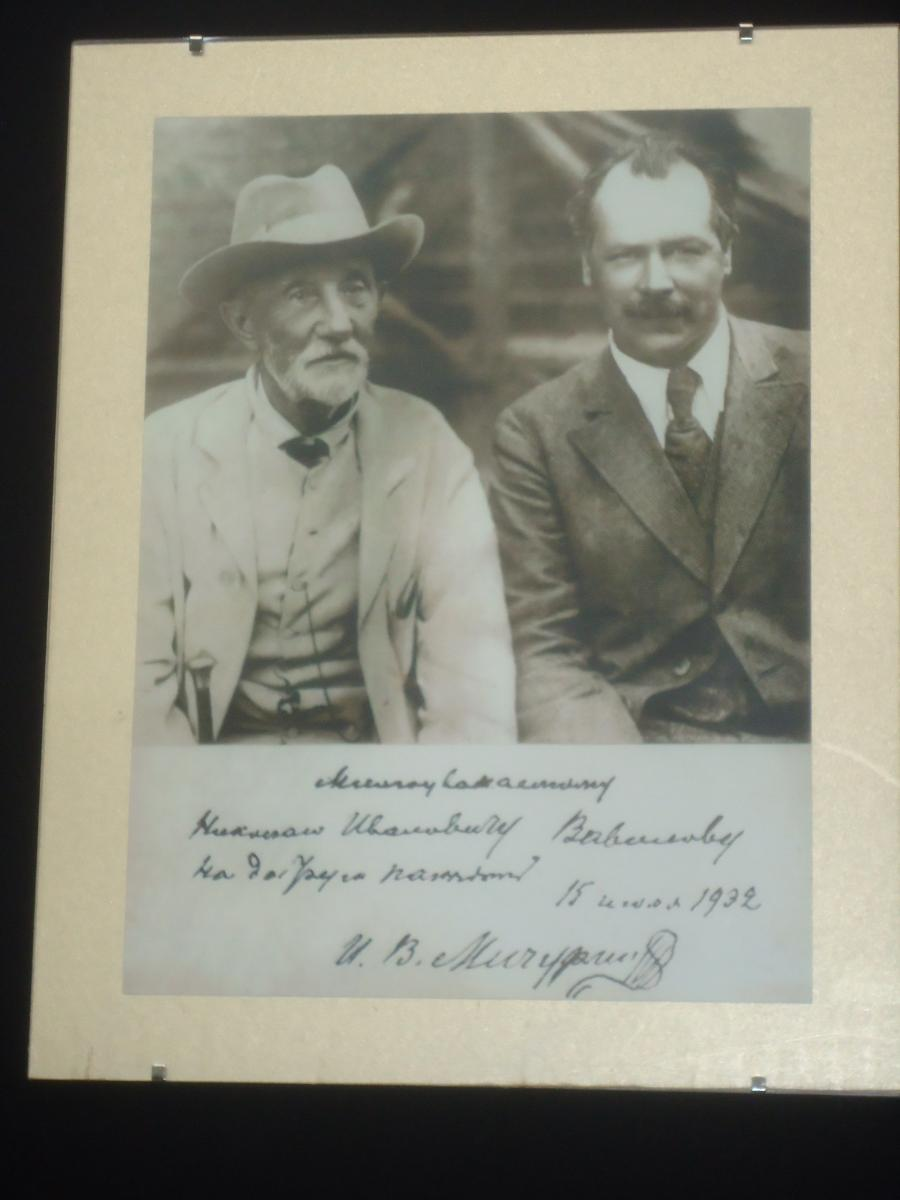 Многоуважаемому
Николаю Ивановичу Вавилову
на добрую память
15 июля 1932
И. В. Мичурин